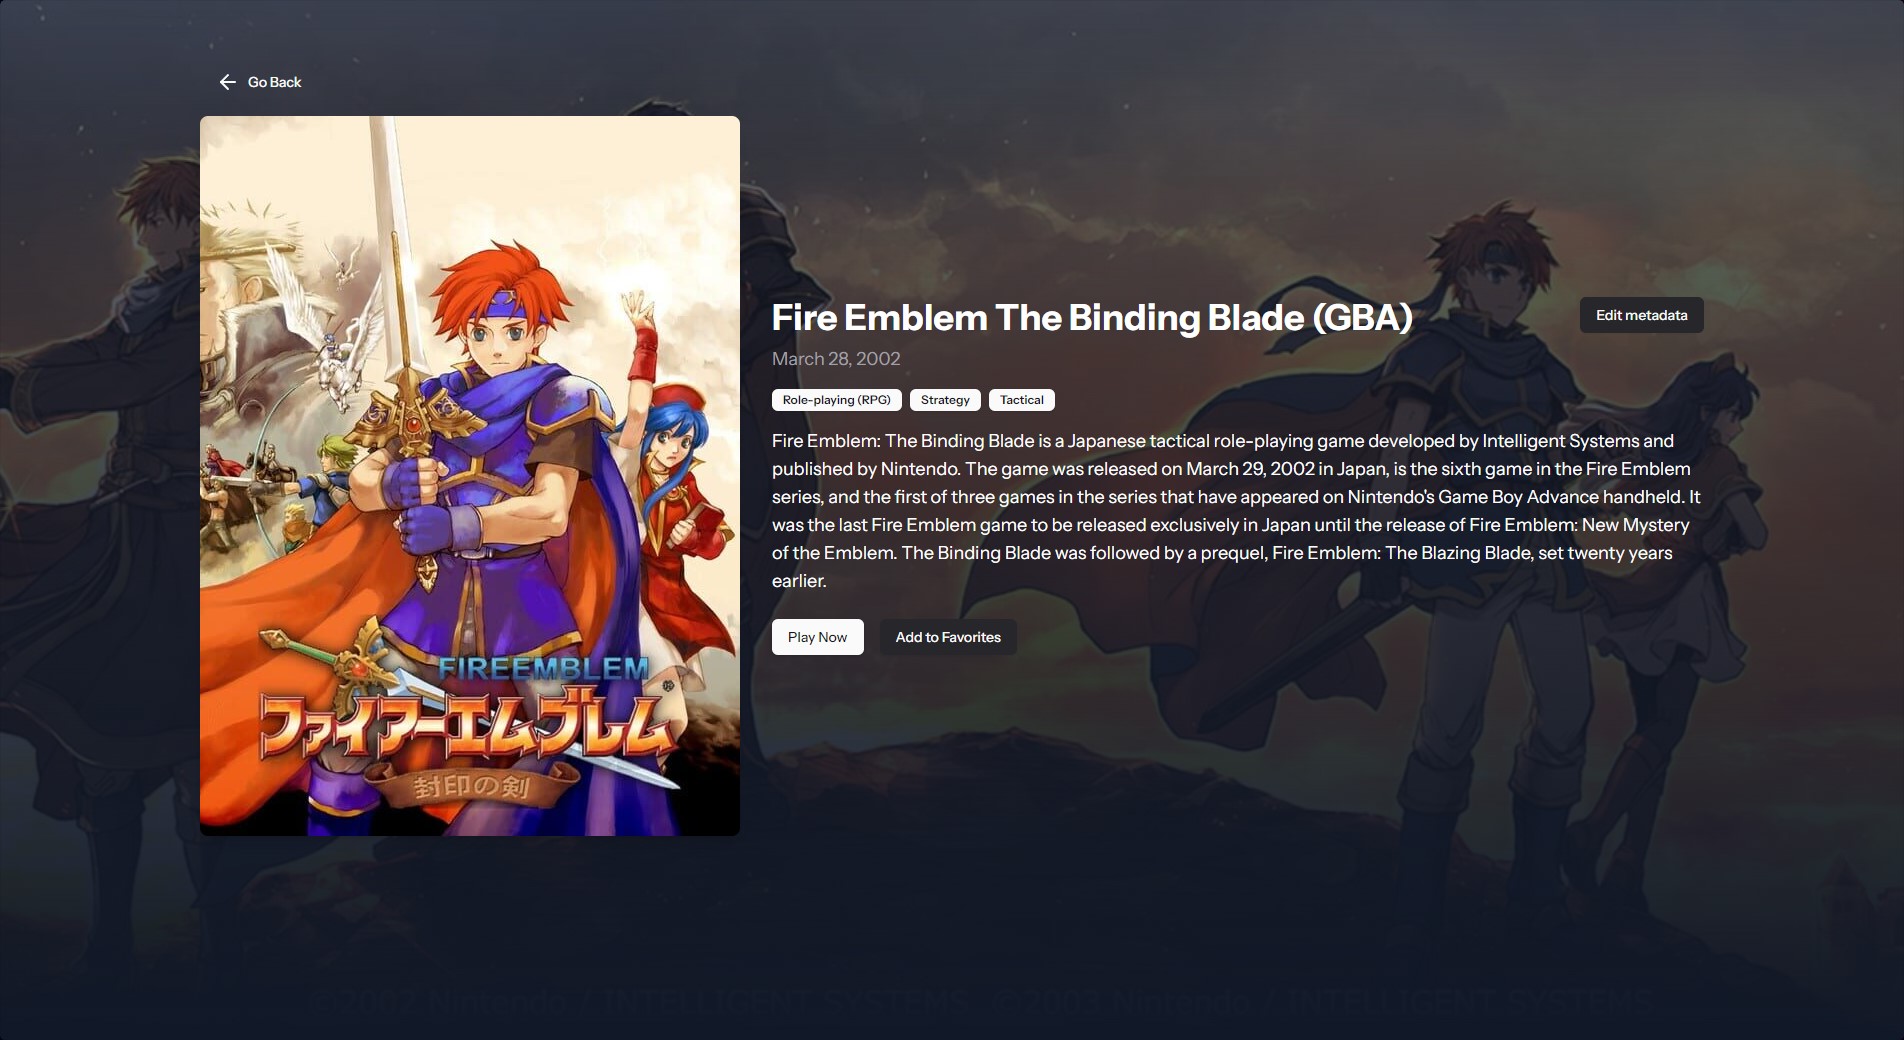 Go Back
Fire Emblem The Binding Blade (GBA)
Edit metadata
March 28, 2002
Role-playing (RPG)
Strategy
Tactical
Fire Emblem: The Binding Blade is a Japanese tactical role-playing game developed by Intelligent Systems and
published by Nintendo. The game was released on March 29, 2002 in Japan, is the sixth game in the Fire Emblem
series, and the first of three games in the series that have appeared on Nintendo's Game Boy Advance handheld. It
was the last Fire Emblem game to be released exclusively in Japan until the release of Fire Emblem: New Mystery
of the Emblem. The Binding Blade was followed by a prequel, Fire Emblem: The Blazing Blade, set twenty years
earlier.
Play Now
Add to Favorites
FIREEMBLEM
ファイアーエムブレム
®
封印の剣
©2002 Nintendo / INTELLIGENT SYSTEMS ©2003 Nintendo / INTELLIGENT SYSTEMS